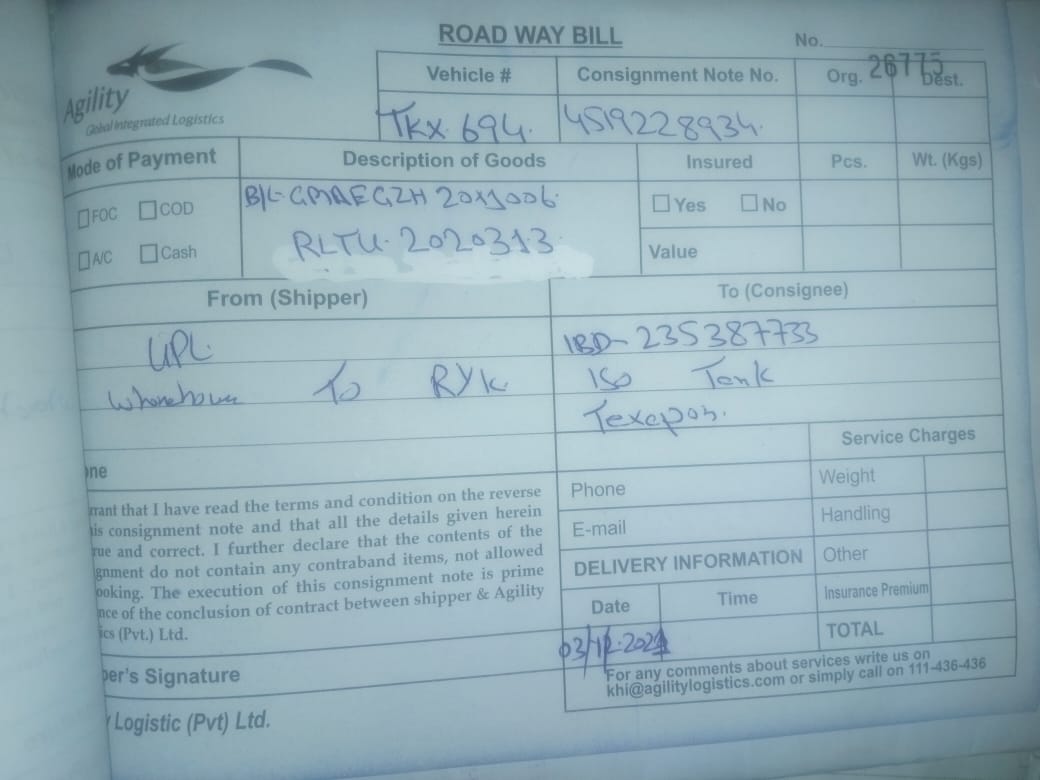 ROAD WAY BILL
No. 26775
Agility
Global Integrated Logistics
Vehicle #
Consignment Note No.
Org.
Dest.
TKX. 694.
4519228934.
Mode of Payment
Description of Goods
Insured
Pcs.
Wt. (Kgs)
FOC
COD
B/L-GMAEGZH 20
Yes
No
A/C
Cash
RLTU. 2020313
Value
From (Shipper)
To (Consignee)
UPL
IBD- 235387733
To RYK
ISO Tank
Service Charges
one
Phone
Weight
rrant that I have read the terms and condition on the reverse
is consignment note and that all the details given herein
rue and correct. I further declare that the contents of the
gnment do not contain any contraband items, not allowed
ooking. The execution of this consignment note is prime
nce of the conclusion of contract between shipper & Agility
ics (Pvt.) Ltd.
E-mail
Handling
DELIVERY INFORMATION
Other
Date
Time
Insurance Premium
TOTAL
per's Signature
For any comments about services write us on
khi@agilitylogistics.com or simply call on 111-436-436
Logistic (Pvt) Ltd.